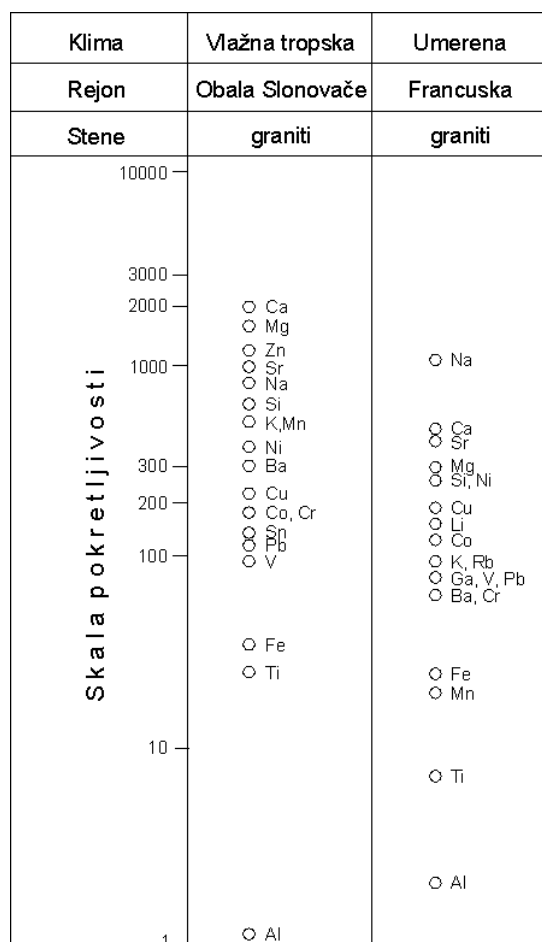 Klima Vlažna tropska Umerena
Rejon Obala Slonovače Francuska
Stene graniti graniti
Skala pokretljivosti
10000
3000
2000
1000
300
200
100
10
1
Ca
Mg
Zn
Sr
Na
Si
K,Mn
Ni
Ba
Cu
Co, Cr
Sn
Pb
V
Fe
Ti
Al
Na
Ca
Sr
Mg
Si, Ni
Cu
Li
Co
K, Rb
Ga, V, Pb
Ba, Cr
Fe
Mn
Ti
Al